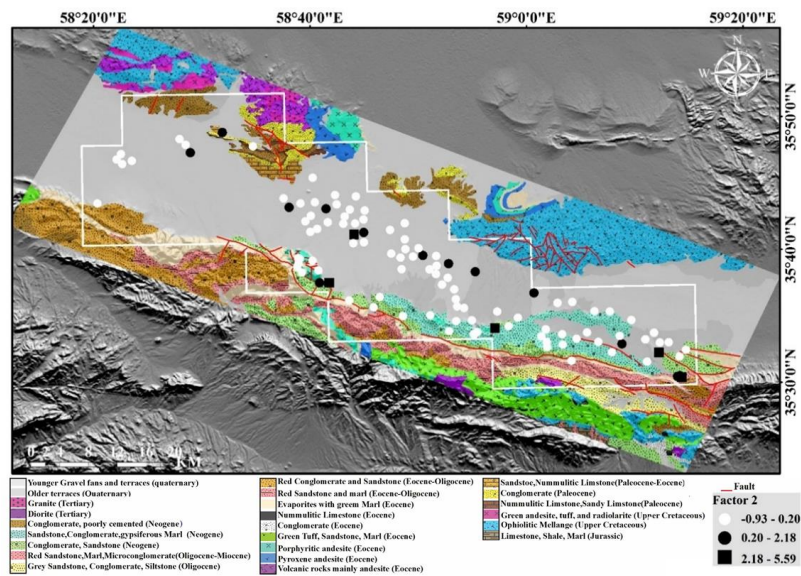 58°20'0"E 58°40'0"E 59°0'0"E 59°20'0"E
N
W E
S
35°50'0"N
35°40'0"N
35°30'0"N
0 2 4 8 12 16 20
KM
Younger Gravel fans and terraces (quaternary)
Older terraces (Quaternary)
Granite (Tertiary)
Diorite (Tertiary)
Conglomerate, poorly cemented (Neogene)
Sandstone,Conglomerate,gypsiferous Marl (Neogene)
Conglomerate, Sandstone (Neogene)
Red Sandstone,Marl,Microconglomerate(Oligocene-Miocene)
Grey Sandstone, Conglomerate, Siltstone (Oligocene)
Red Conglomerate and Sandstone (Eocene-Oligocene)
Red Sandstone and marl (Eocene-Oligocene)
Evaporites with greem Marl (Eocene)
Nummulitic Limestone (Eocene)
Conglomerate (Eocene)
Green Tuff, Sandstone, Marl (Eocene)
Porphyritic andesite (Eocene)
Pyroxene andesite (Eocene)
Volcanic rocks mainly andesite (Eocene)
Sandstoe,Nummulitic Limstone(Paleocene-Eocene)
Conglomerate (Paleocene)
Nummulitic Limstone,Sandy Limstone(Paleocene)
Green andesite, tuff, and radiolarite (Upper Cretaceous)
Ophiolitic Mellange (Upper Cretaceous)
Limestone, Shale, Marl (Jurassic)
Fault
Factor 2
-0.93 - 0.20
0.20 - 2.18
2.18 - 5.59